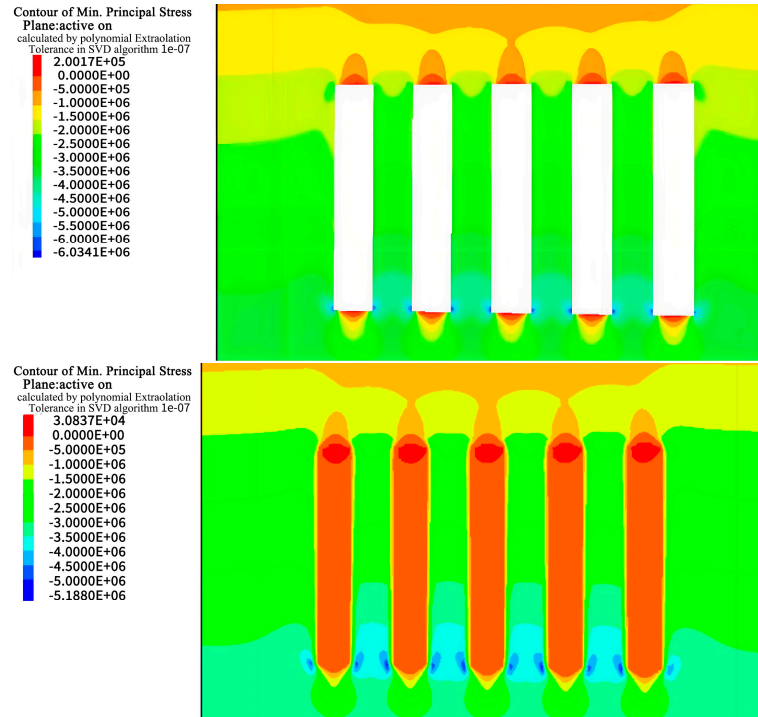 Contour of Min. Principal Stress
Plane:active on
calculated by polynomial Extraolation
Tolerance in SVD algorithm 1e-07
2.0017E+05
0.0000E+00
-5.0000E+05
-1.0000E+06
-1.5000E+06
-2.0000E+06
-2.5000E+06
-3.0000E+06
-3.5000E+06
-4.0000E+06
-4.5000E+06
-5.0000E+06
-5.5000E+06
-6.0000E+06
-6.0341E+06
Contour of Min. Principal Stress
Plane:active on
calculated by polynomial Extraolation
Tolerance in SVD algorithm 1e-07
3.0837E+04
0.0000E+00
-5.0000E+05
-1.0000E+06
-1.5000E+06
-2.0000E+06
-2.5000E+06
-3.0000E+06
-3.5000E+06
-4.0000E+06
-4.5000E+06
-5.0000E+06
-5.1880E+06